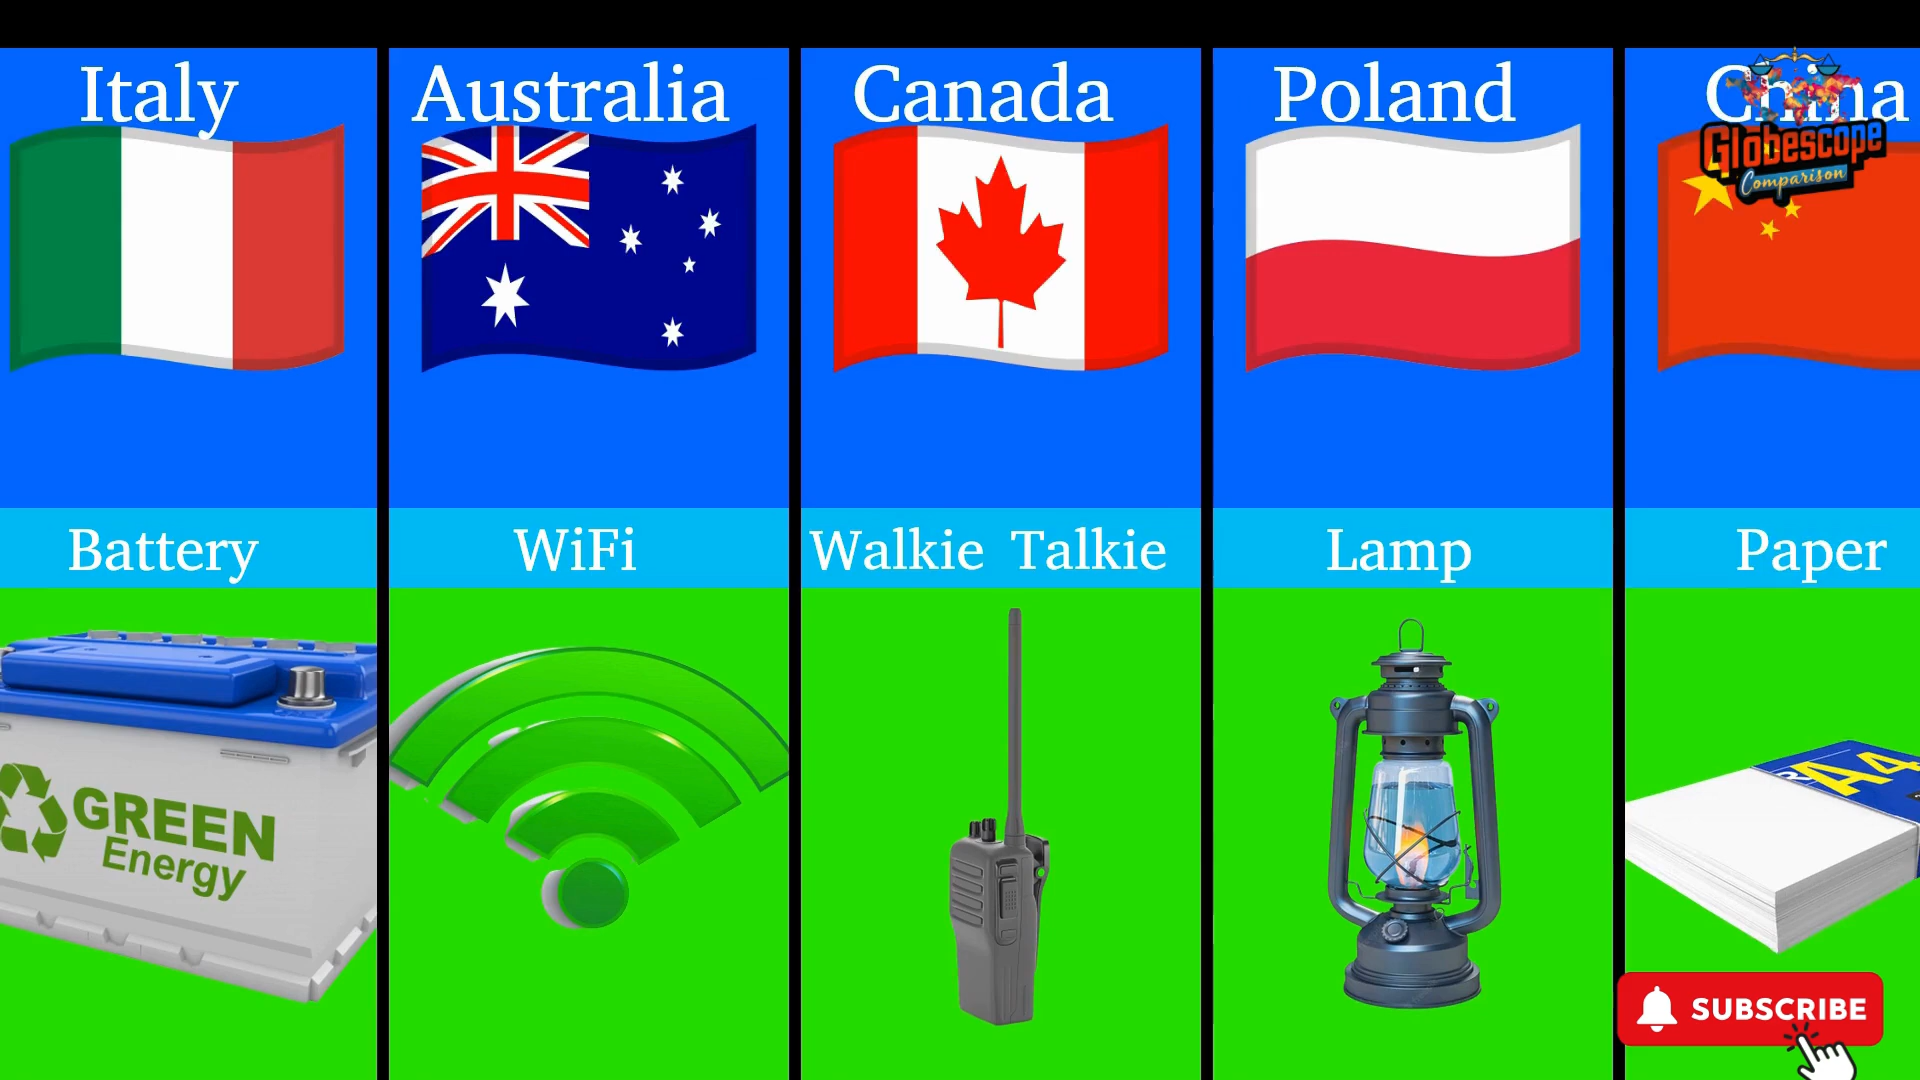 Italy
Australia
Canada
Poland
China
Globescope
Comparison
Battery
WiFi
Walkie Talkie
Lamp
Paper
GREEN
Energy
A4
SUBSCRIBE